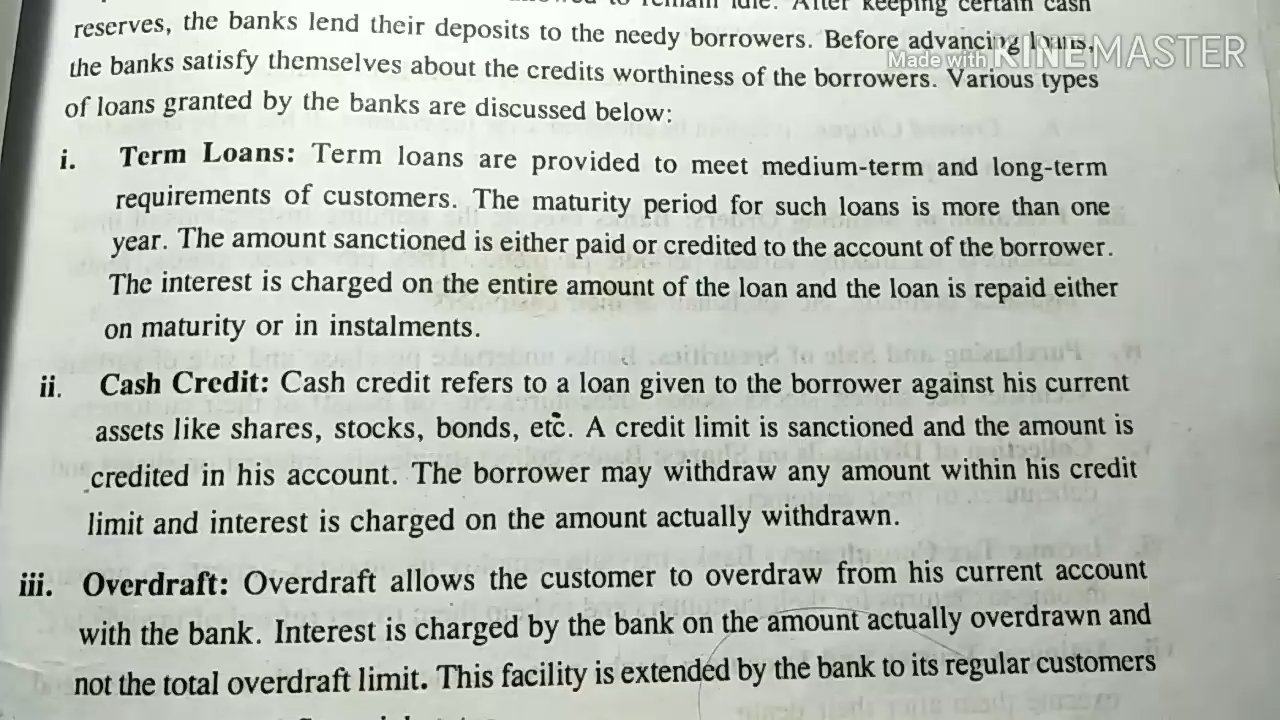 to remain idle. After keeping certain cash
reserves, the banks lend their deposits to the needy borrowers. Before advancing loans,
Made with KINEMASTER
the banks satisfy themselves about the credits worthiness of the borrowers. Various types
of loans granted by the banks are discussed below:
i. Term Loans: Term loans are provided to meet medium-term and long-term
requirements of customers. The maturity period for such loans is more than one
year. The amount sanctioned is either paid or credited to the account of the borrower.
The interest is charged on the entire amount of the loan and the loan is repaid either
on maturity or in instalments.
ii. Cash Credit: Cash credit refers to a loan given to the borrower against his current
assets like shares, stocks, bonds, etc. A credit limit is sanctioned and the amount is
credited in his account. The borrower may withdraw any amount within his credit
limit and interest is charged on the amount actually withdrawn.
iii. Overdraft: Overdraft allows the customer to overdraw from his current account
with the bank. Interest is charged by the bank on the amount actually overdrawn and
not the total overdraft limit. This facility is extended by the bank to its regular customers